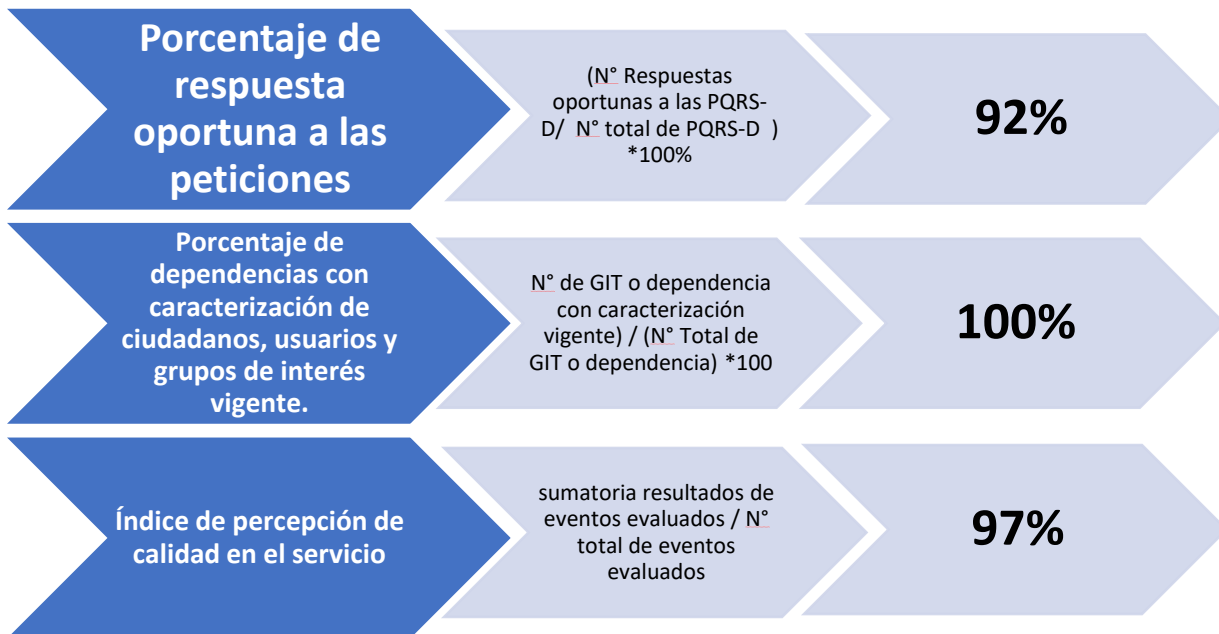 Porcentaje de
respuesta
oportuna a las
peticiones
(N° Respuestas
oportunas a las PQRS-
D/ N° total de PQRS-D )
*100%
92%
Porcentaje de
dependencias con
caracterización de
ciudadanos, usuarios y
grupos de interés
vigente.
N° de GIT o dependencia
con caracterización
vigente) / (N° Total de
GIT o dependencia) *100
100%
Índice de percepción de
calidad en el servicio
sumatoria resultados de
eventos evaluados / N°
total de eventos
evaluados
97%